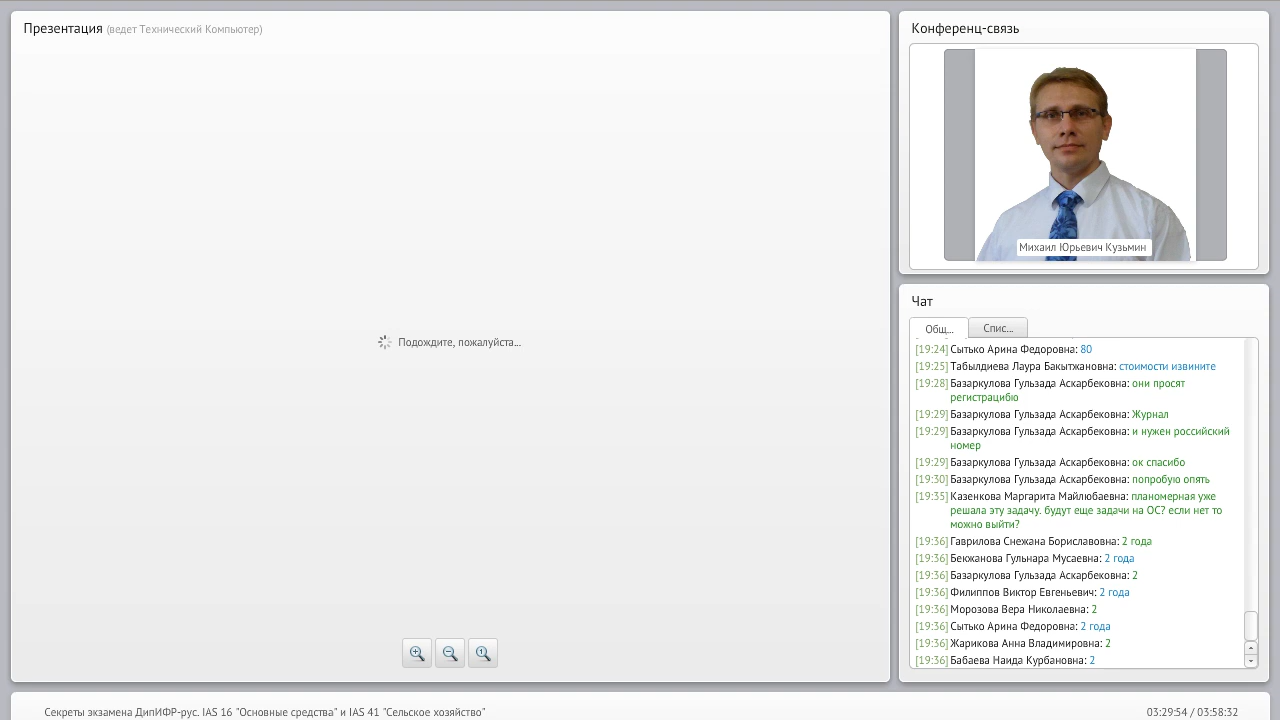 Презентация (ведет Технический Компьютер)
Подождите, пожалуйста...
Конференц-связь
Михаил Юрьевич Кузьмин
Чат
Общ...
Спис...
[19:24] Сытько Арина Федоровна: 80
[19:25] Табылдиева Лаура Бакытжановна: стоимости извините
[19:28] Базаркулова Гульзада Аскарбековна: они просят
регистрацибю
[19:29] Базаркулова Гульзада Аскарбековна: Журнал
[19:29] Базаркулова Гульзада Аскарбековна: и нужен российский
номер
[19:29] Базаркулова Гульзада Аскарбековна: ок спасибо
[19:30] Базаркулова Гульзада Аскарбековна: попробую опять
[19:35] Казенкова Маргарита Майлюбаевна: планомерная уже
решала эту задачу. будут еще задачи на ОС? если нет то
можно выйти?
[19:36] Гаврилова Снежана Бориславовна: 2 года
[19:36] Бекжанова Гульнара Мусаевна: 2 года
[19:36] Базаркулова Гульзада Аскарбековна: 2
[19:36] Филиппов Виктор Евгеньевич: 2 года
[19:36] Морозова Вера Николаевна: 2
[19:36] Сытько Арина Федоровна: 2 года
[19:36] Жарикова Анна Владимировна: 2
[19:36] Бабаева Наида Курбановна: 2
Секреты экзамена ДипИФР-рус. IAS 16 "Основные средства" и IAS 41 "Сельское хозяйство"
03:29:54 / 03:58:32